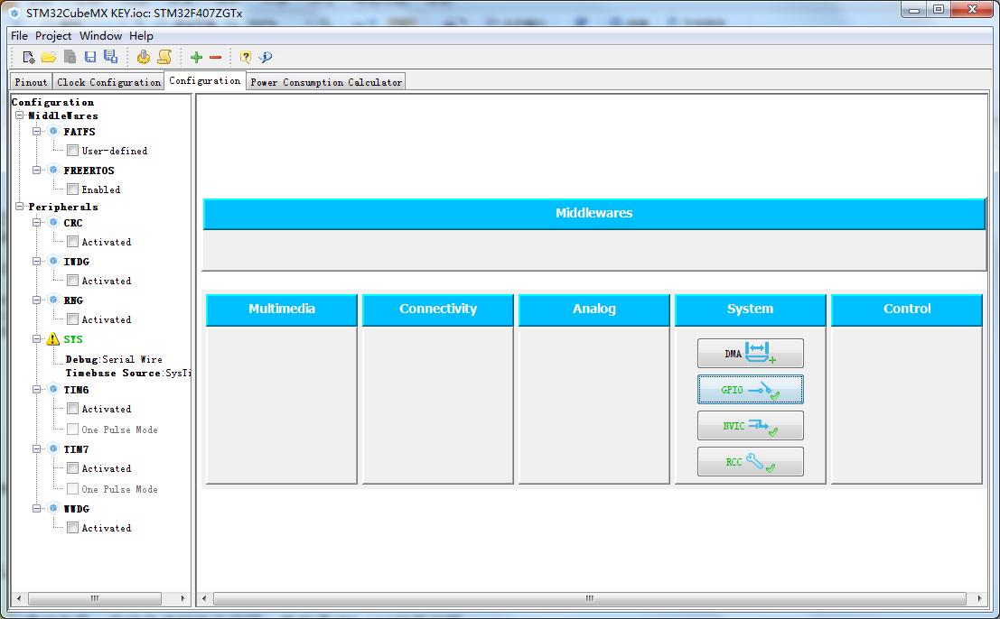 STM32CubeMX KEY.ioc: STM32F407ZGTx
File Project Window Help
Pinout Clock Configuration Configuration Power Consumption Calculator
Configuration
MiddleWares
FATFS
User-defined
FREERTOS
Enabled
Peripherals
CRC
Activated
IWDG
Activated
RNG
Activated
SYS
Debug:Serial Wire
Timebase Source:SysTi
TIM6
Activated
One Pulse Mode
TIM7
Activated
One Pulse Mode
WWDG
Activated
Middlewares
Multimedia Connectivity Analog System Control
DMA
GPIO
NVIC
RCC